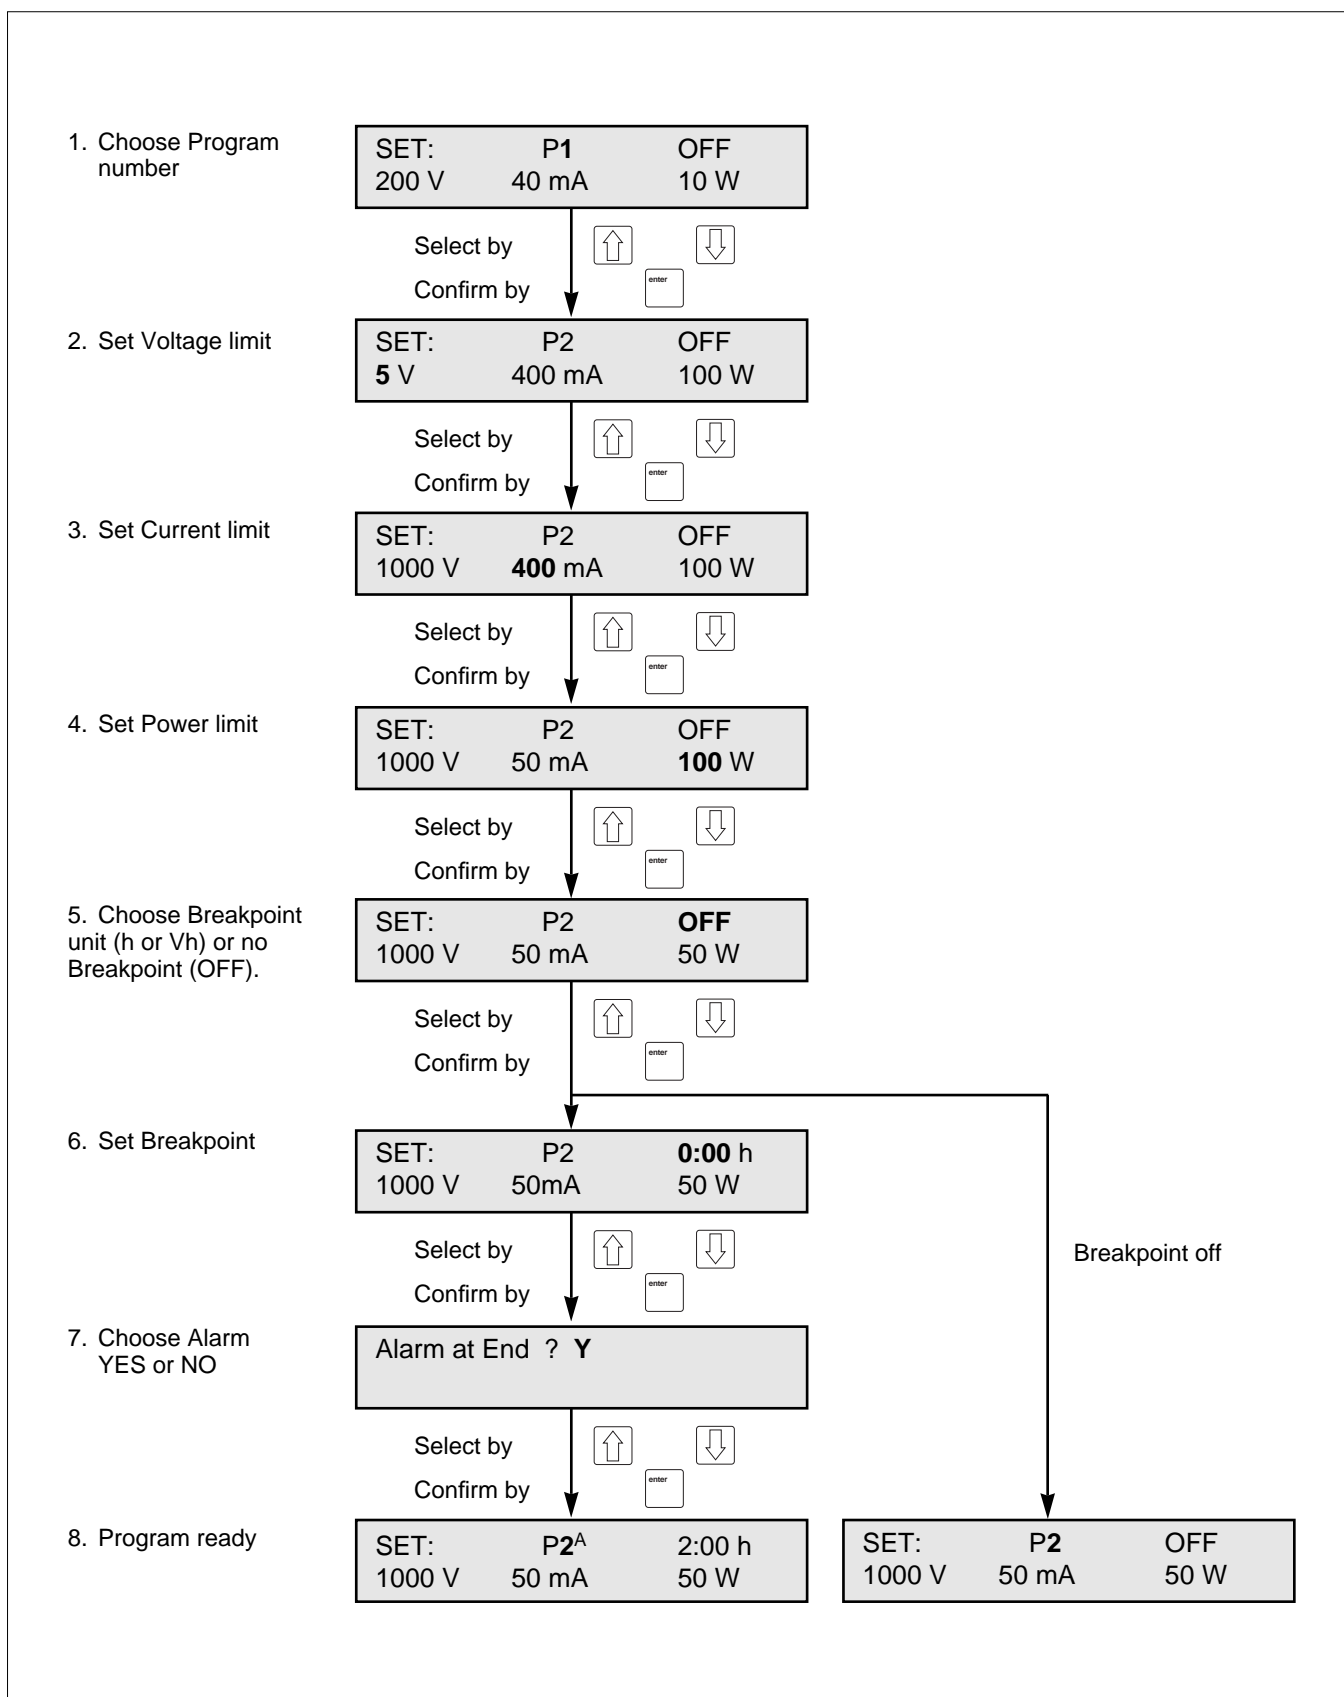 1. Choose Program
number
SET: P1 OFF
200 V 40 mA 10 W
Select by
Confirm by enter
2. Set Voltage limit
SET: P2 OFF
5 V 400 mA 100 W
Select by
Confirm by enter
3. Set Current limit
SET: P2 OFF
1000 V 400 mA 100 W
Select by
Confirm by enter
4. Set Power limit
SET: P2 OFF
1000 V 50 mA 100 W
Select by
Confirm by enter
5. Choose Breakpoint
unit (h or Vh) or no
Breakpoint (OFF).
SET: P2 OFF
1000 V 50 mA 50 W
Select by
Confirm by enter
6. Set Breakpoint
SET: P2 0:00 h
1000 V 50mA 50 W
Select by
Confirm by enter
Breakpoint off
7. Choose Alarm
YES or NO
Alarm at End ? Y
Select by
Confirm by enter
8. Program ready
SET: P2A 2:00 h
1000 V 50 mA 50 W
SET: P2 OFF
1000 V 50 mA 50 W